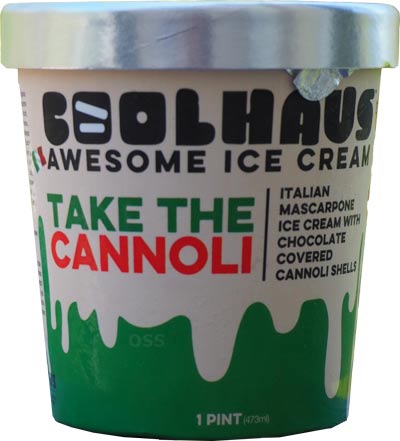 COOLHAUS
AWESOME ICE CREAM
TAKE THE
CANNOLI
ITALIAN
MASCARPONE
ICE CREAM WITH
CHOCOLATE
COVERED
CANNOLI SHELLS
OSS
1 PINT (473ml)